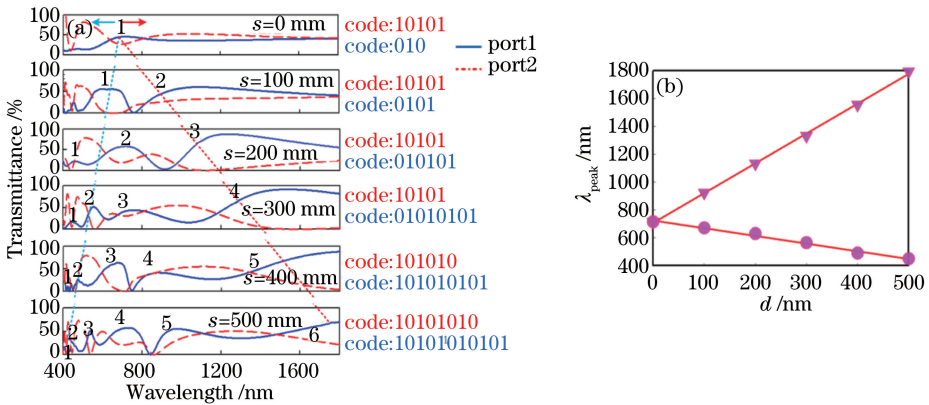 (a)
Transmittance /%
100
50
0
1
s=0 mm
code:10101
code:010
port1
port2
100
50
0
1
2
s=100 mm
code:10101
code:0101
100
50
0
1
2
3
s=200 mm
code:10101
code:010101
100
50
0
1
2
3
4
s=300 mm
code:10101
code:01010101
100
50
0
1
2
3
4
5
s=400 mm
code:101010
code:101010101
100
50
0
1
2
3
4
5
6
s=500 mm
code:10101010
code:10101010101
400 800 1200 1600
Wavelength /nm
(b)
λpeak /nm
1800
1600
1400
1200
1000
800
600
400
0 100 200 300 400 500
d /nm